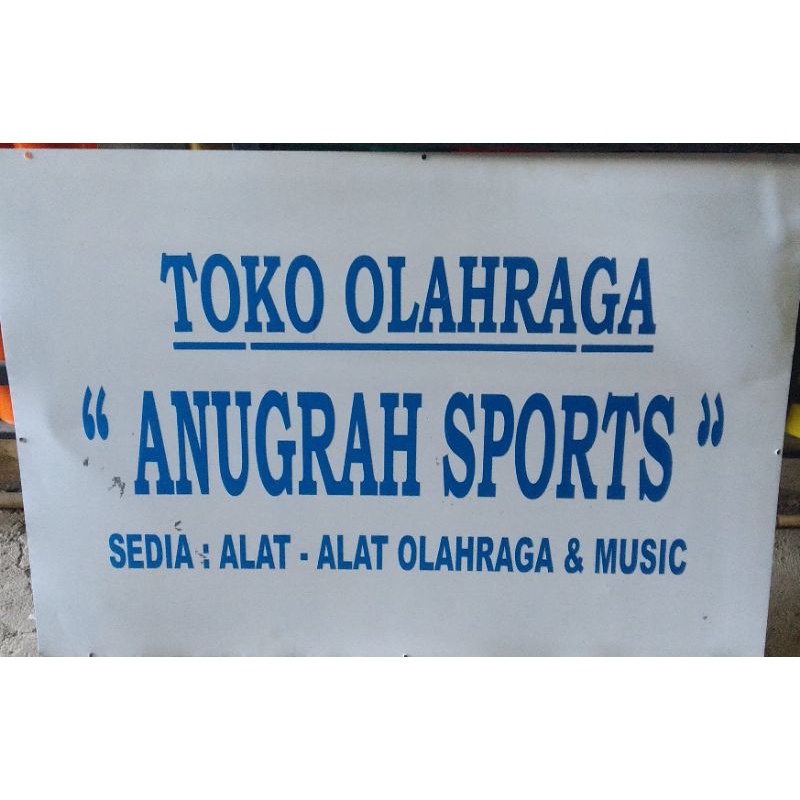 TOKO OLAHRAGA
“ ANUGRAH SPORTS ”
SEDIA : ALAT - ALAT OLAHRAGA & MUSIC